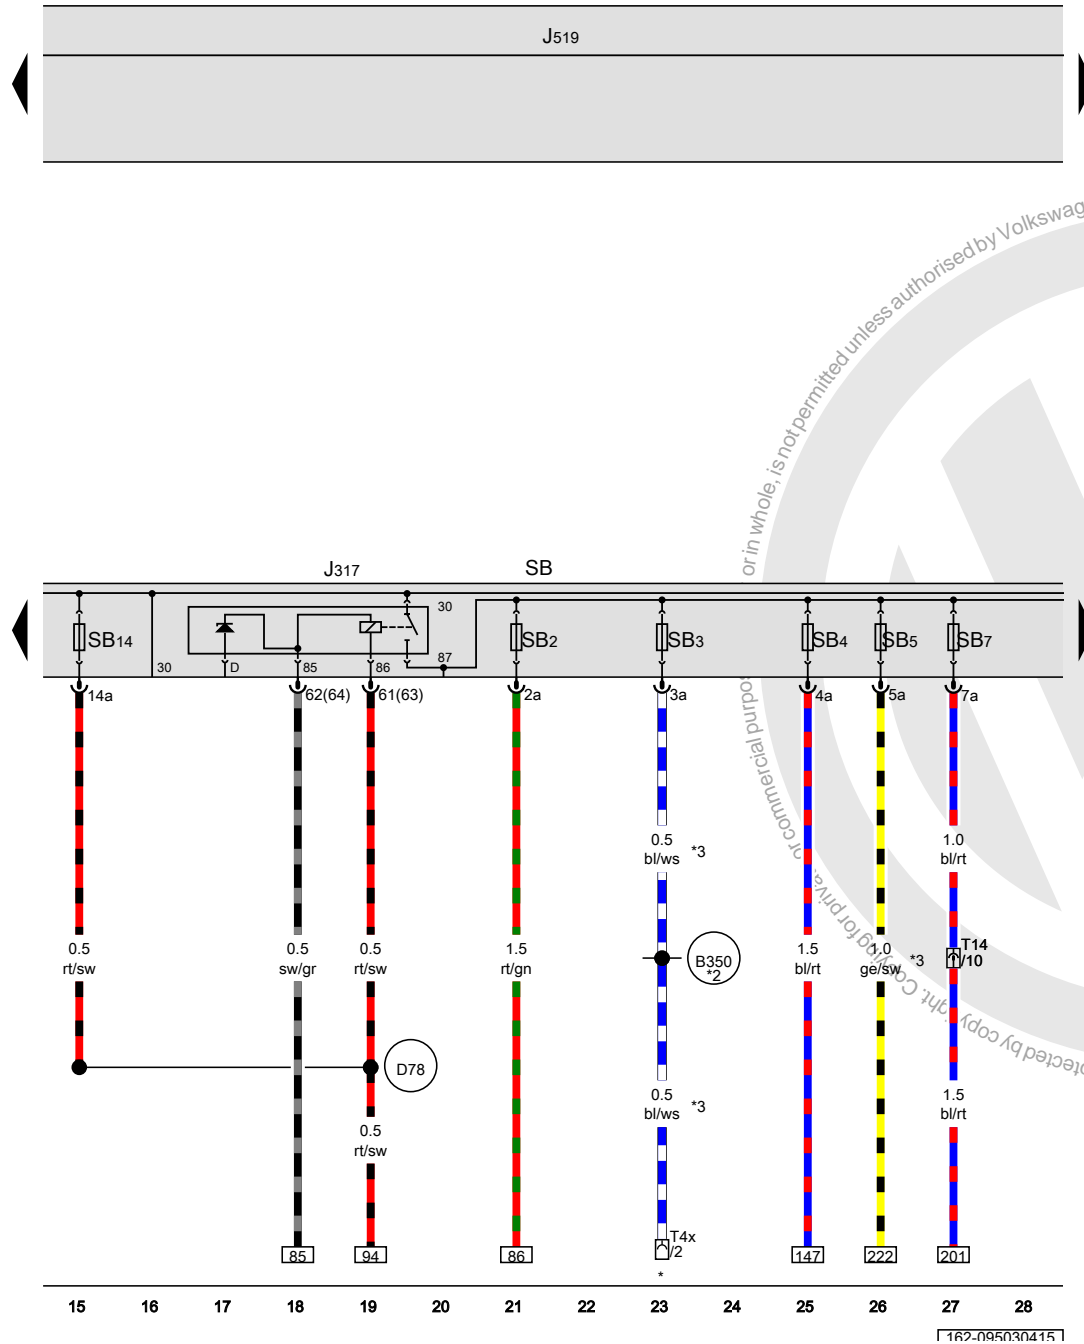 J519
or in whole, is not permitted unless authorised by Volkswag
J317
SB
30
SB14
SB2
SB3
SB4
SB5
SB7
30
D
85
86
87
14a
62(64)
61(63)
2a
3a
4a
5a
7a
0.5
bl/ws
*3
1.0
bl/rt
0.5
rt/sw
0.5
sw/gr
0.5
rt/sw
1.5
rt/gn
B350
*2
1.5
bl/rt
1.0
ge/sw
*3
T14
/10
D78
0.5
rt/sw
0.5
bl/ws
*3
1.5
bl/rt
T4x
/2
*
85
94
86
147
222
201
15 16 17 18 19 20 21 22 23 24 25 26 27 28
162-095030415